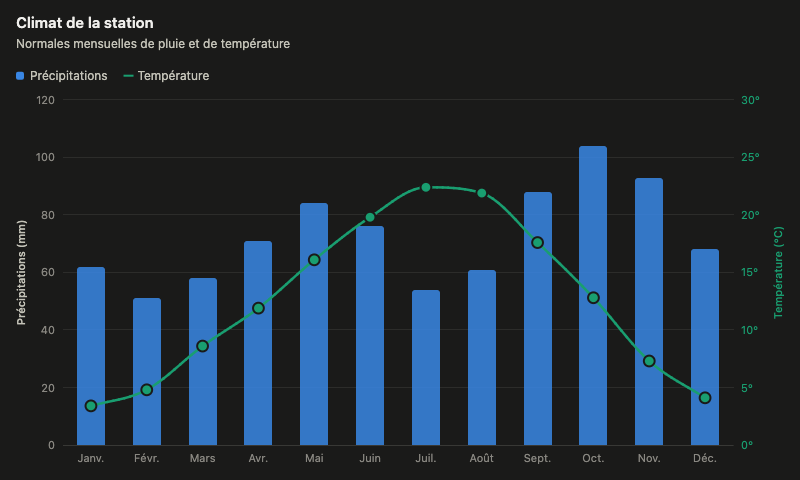 Climat de la station
Normales mensuelles de pluie et de température
Précipitations
Température
120
100
80
60
40
20
0
Précipitations (mm)
30°
25°
20°
15°
10°
5°
0°
Température (°C)
Janv.
Févr.
Mars
Avr.
Mai
Juin
Juil.
Août
Sept.
Oct.
Nov.
Déc.